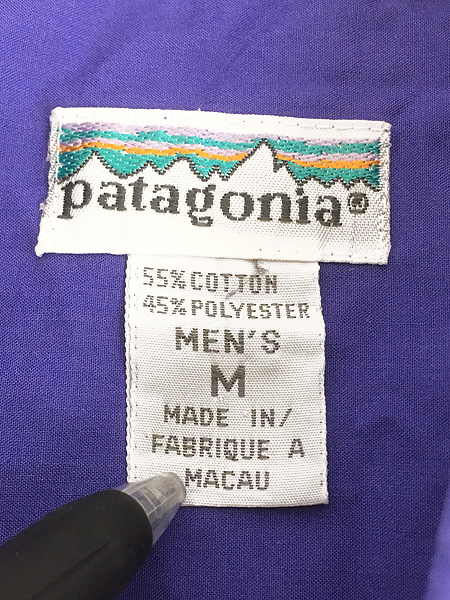 patagonia®
55% COTTON
45% POLYESTER
MEN'S
M
MADE IN/
FABRIQUE A
MACAU